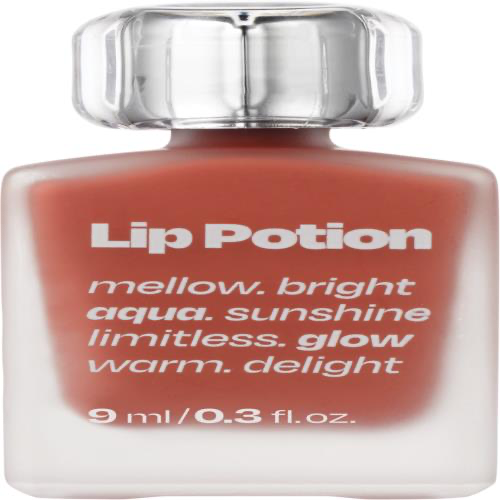 Lip Potion
mellow. bright
aqua. sunshine
limitless. glow
warm. delight
9 ml / 0.3 fl.oz.